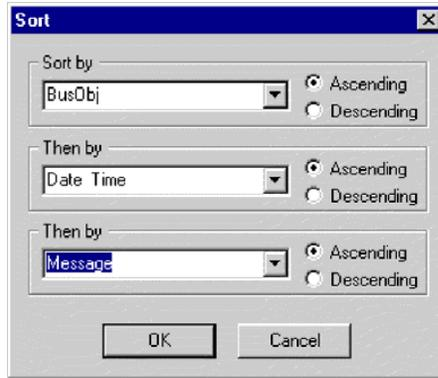 Sort
Sort by
BusObj
Ascending
Descending
Then by
Date Time
Ascending
Descending
Then by
Message
Ascending
Descending
OK
Cancel